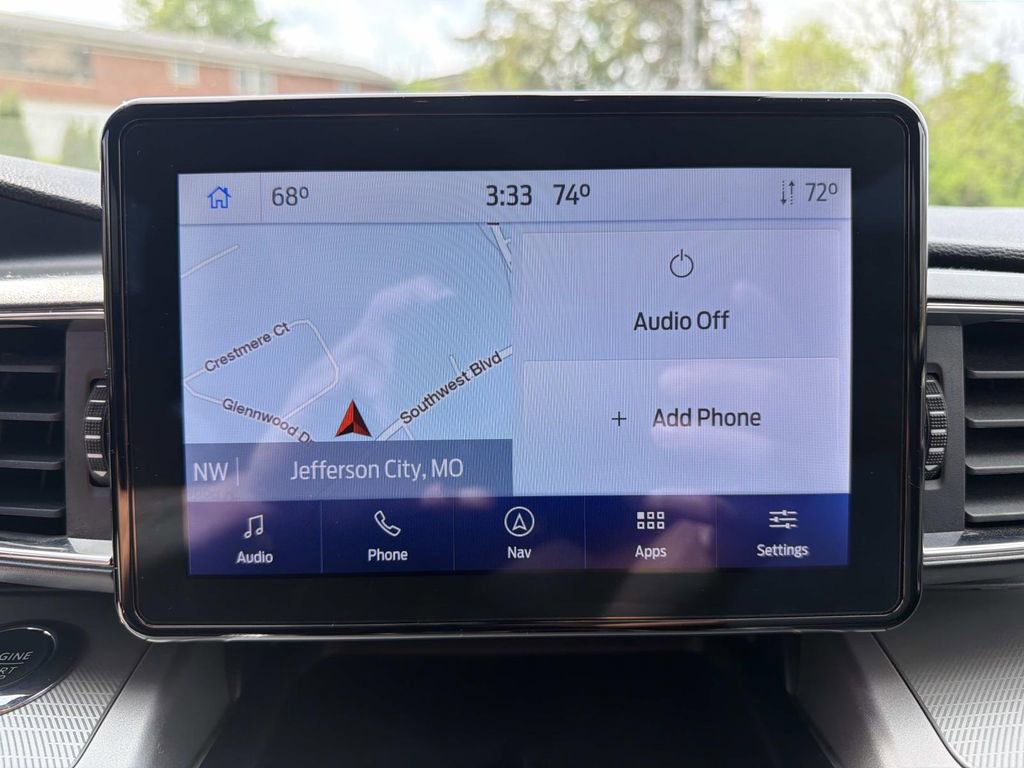 68° 3:33 74° 72°
Crestmere Ct
Southwest Blvd
Glennwood Dr
Audio Off
+ Add Phone
NW | Jefferson City, MO
Audio Phone Nav Apps Settings